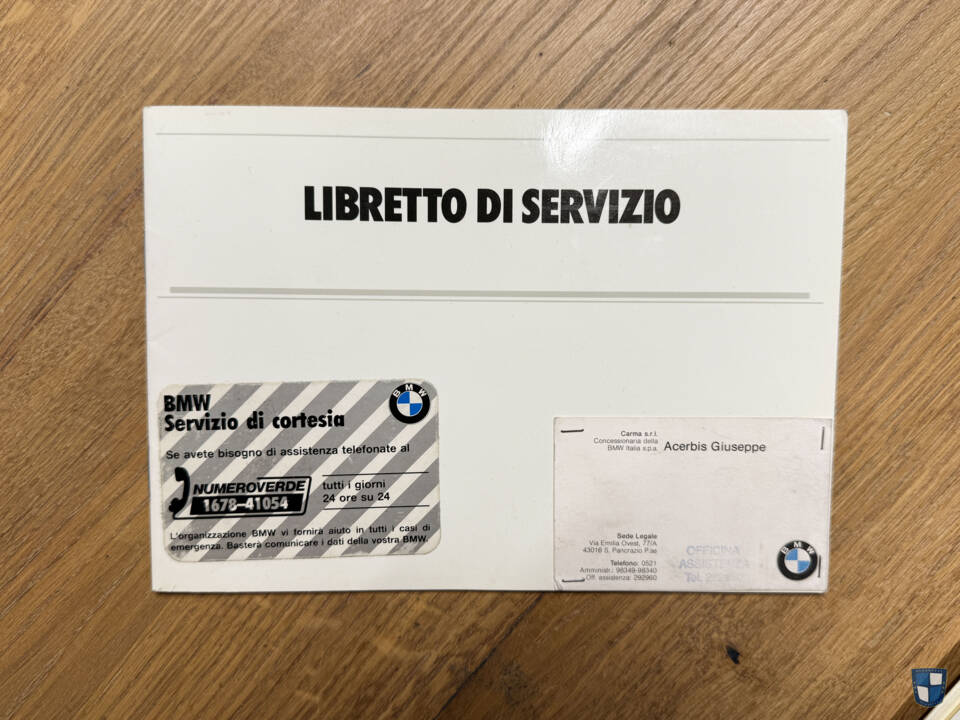 LIBRETTO DI SERVIZIO
BMW
Servizio di cortesia
BMW
Se avete bisogno di assistenza telefonate al
NUMEROVERDE
1678-41054
tutti i giorni
24 ore su 24
L'organizzazione BMW vi fornirà aiuto in tutti i casi di
emergenza. Basterà comunicare i dati della vostra BMW.
Carma s.r.l.
Concessionaria della
BMW Italia s.p.a.
Acerbis Giuseppe
Sede Legale
Via Emilia Ovest, 77/A
43016 S. Pancrazio P.se
Telefono: 0521
Amministr.: 98349-98340
Off. assistenza: 292960
OFFICINA
ASSISTENZA
Tel.
BMW